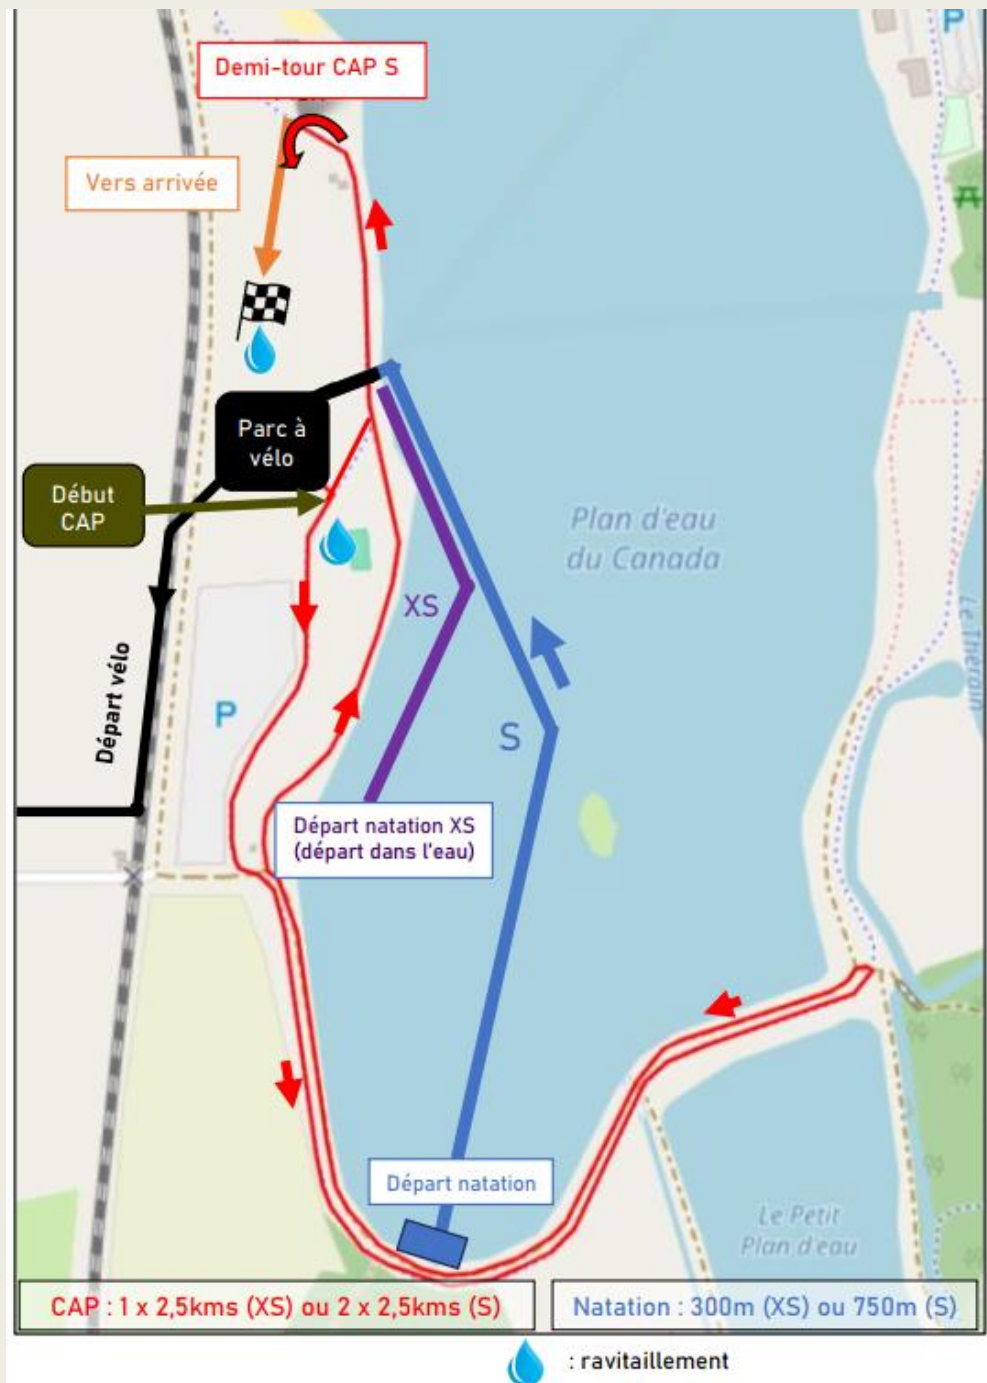 P
Demi-tour CAP S
Vers arrivée
Parc à
vélo
Début
CAP
Plan d'eau
du Canada
XS
Le Thérain
Départ vélo
P
S
Départ natation XS
(départ dans l'eau)
Départ natation
Le Petit
Plan d'eau
CAP : 1 x 2,5kms (XS) ou 2 x 2,5kms (S)
Natation : 300m (XS) ou 750m (S)
: ravitaillement